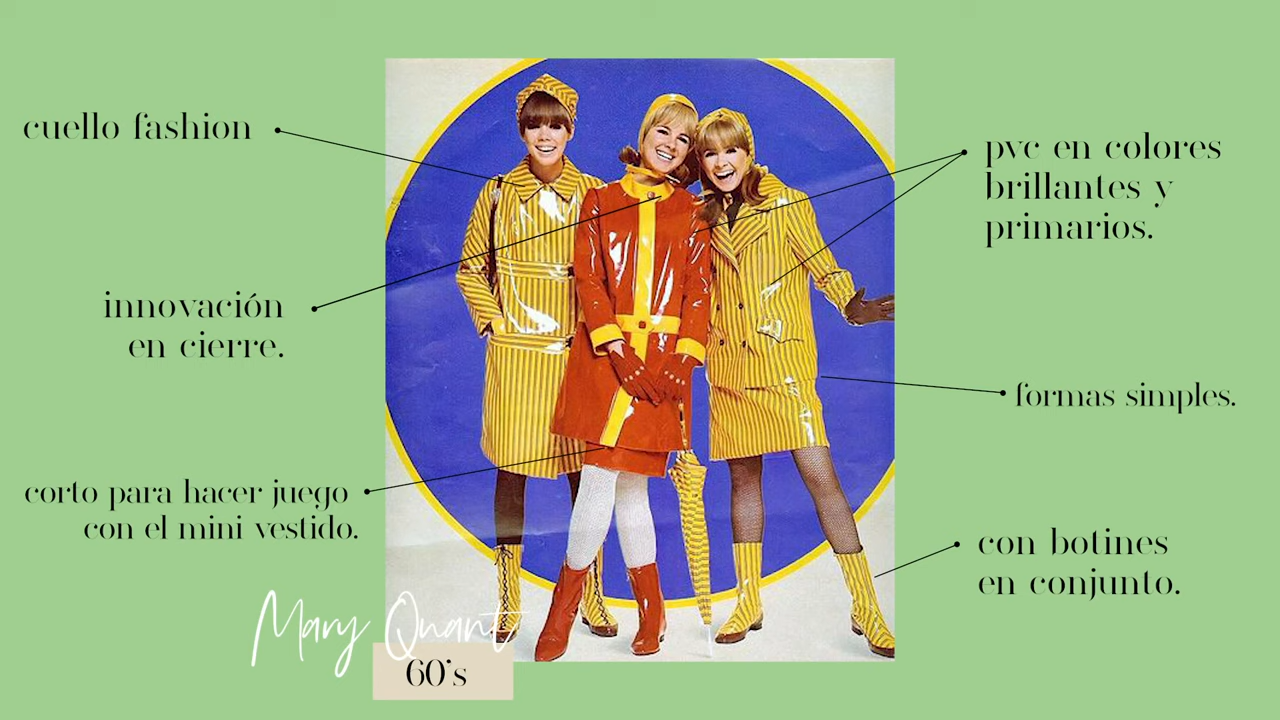 cuello fashion
innovación
en cierre.
corto para hacer juego
con el mini vestido.
pvc en colores
brillantes y
primarios.
formas simples.
con botines
en conjunto.
Mary Quant
60's